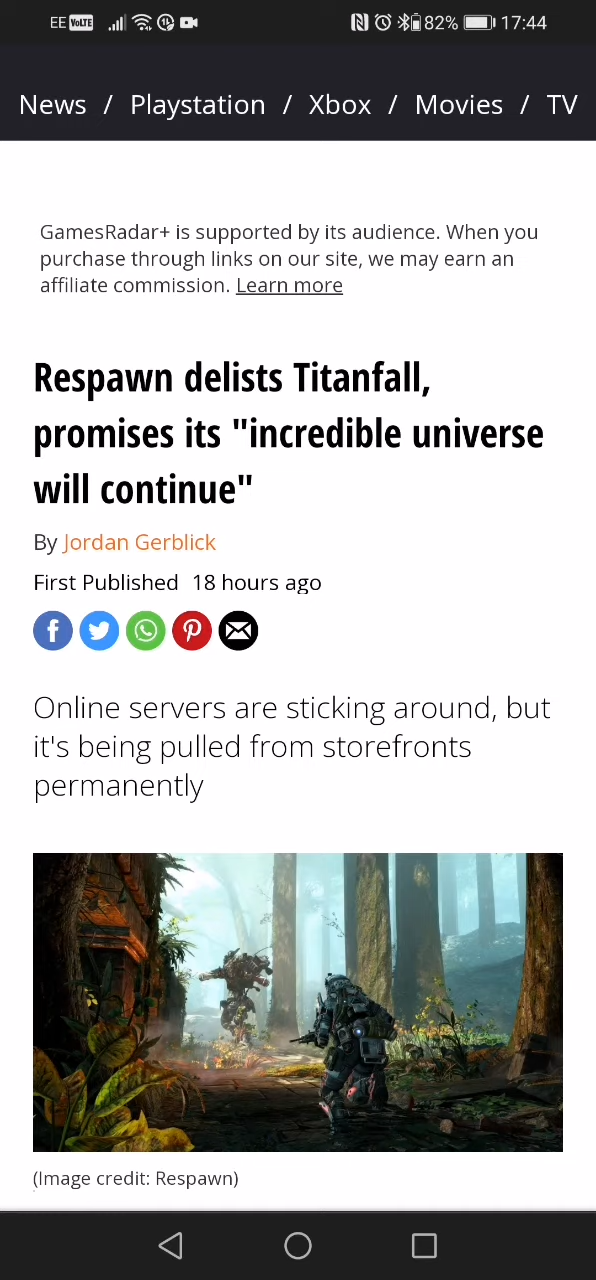 EE VoLTE 82% 17:44
News / Playstation / Xbox / Movies / TV
GamesRadar+ is supported by its audience. When you
purchase through links on our site, we may earn an
affiliate commission. Learn more
Respawn delists Titanfall,
promises its "incredible universe
will continue"
By Jordan Gerblick
First Published 18 hours ago
Online servers are sticking around, but
it's being pulled from storefronts
permanently
(Image credit: Respawn)